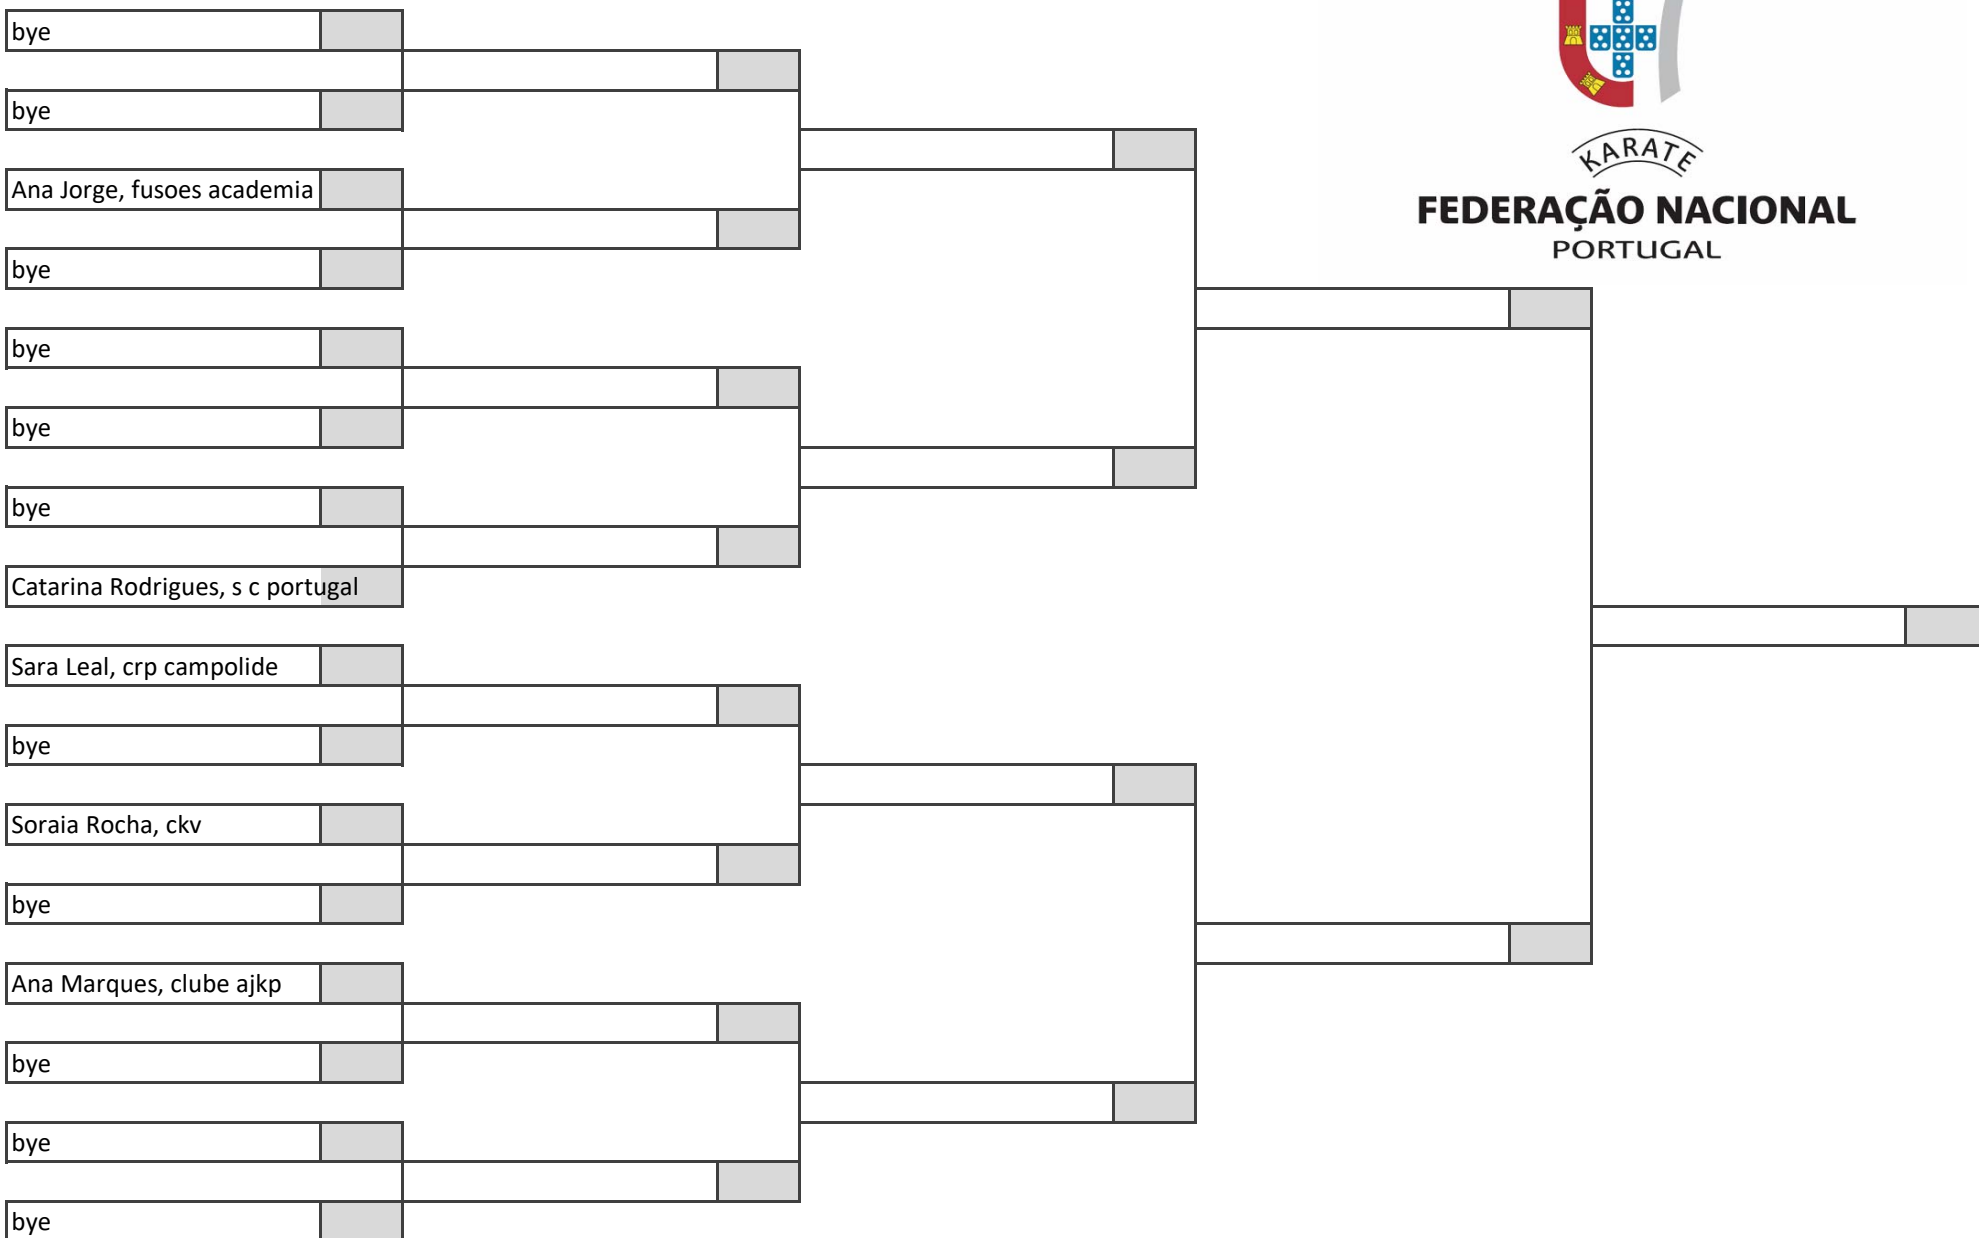 bye
bye
Ana Jorge, fusoes academia
bye
bye
bye
bye
Catarina Rodrigues, s c portugal
Sara Leal, crp campolide
bye
Soraia Rocha, ckv
bye
Ana Marques, clube ajkp
bye
bye
bye
KARATE
FEDERAÇÃO NACIONAL
PORTUGAL